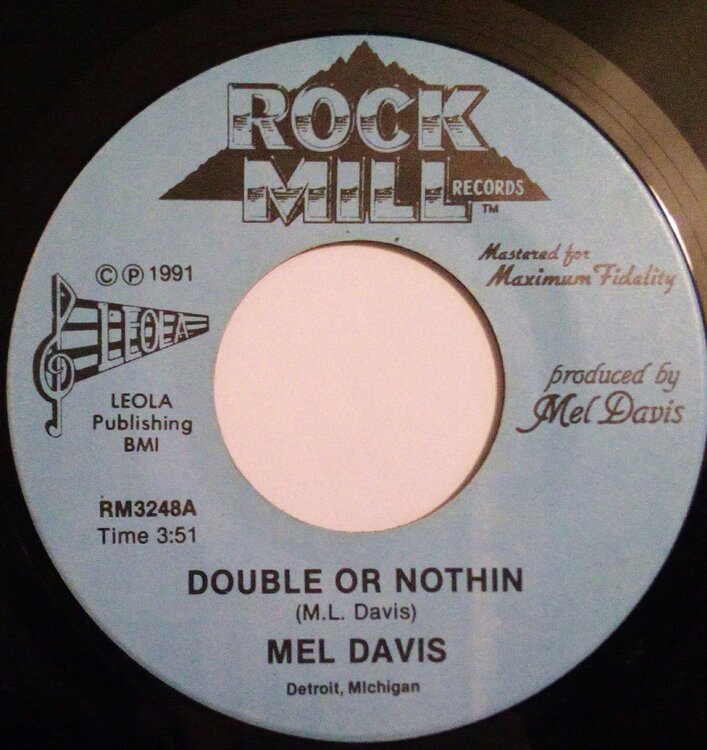 ROCK
MILL
RECORDS
TM
© ℗ 1991
Mastered for
Maximum Fidelity
LEOLA
LEOLA
Publishing
BMI
produced by
Mel Davis
RM3248A
Time 3:51
DOUBLE OR NOTHIN
(M.L. Davis)
MEL DAVIS
Detroit, Michigan